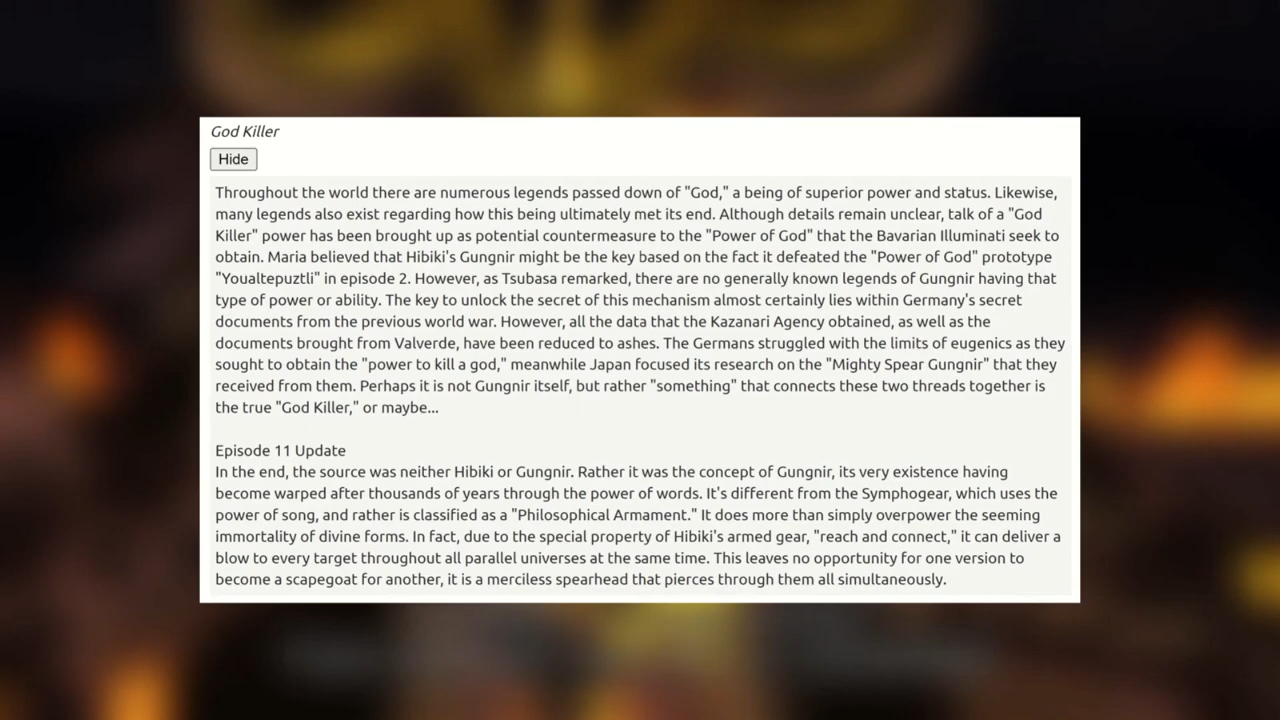 God Killer
Hide
Throughout the world there are numerous legends passed down of "God," a being of superior power and status. Likewise,
many legends also exist regarding how this being ultimately met its end. Although details remain unclear, talk of a "God
Killer" power has been brought up as potential countermeasure to the "Power of God" that the Bavarian Illuminati seek to
obtain. Maria believed that Hibiki's Gungnir might be the key based on the fact it defeated the "Power of God" prototype
"Youaltepuztli" in episode 2. However, as Tsubasa remarked, there are no generally known legends of Gungnir having that
type of power or ability. The key to unlock the secret of this mechanism almost certainly lies within Germany's secret
documents from the previous world war. However, all the data that the Kazanari Agency obtained, as well as the
documents brought from Valverde, have been reduced to ashes. The Germans struggled with the limits of eugenics as they
sought to obtain the "power to kill a god," meanwhile Japan focused its research on the "Mighty Spear Gungnir" that they
received from them. Perhaps it is not Gungnir itself, but rather "something" that connects these two threads together is
the true "God Killer," or maybe...
Episode 11 Update
In the end, the source was neither Hibiki or Gungnir. Rather it was the concept of Gungnir, its very existence having
become warped after thousands of years through the power of words. It's different from the Symphogear, which uses the
power of song, and rather is classified as a "Philosophical Armament." It does more than simply overpower the seeming
immortality of divine forms. In fact, due to the special property of Hibiki's armed gear, "reach and connect," it can deliver a
blow to every target throughout all parallel universes at the same time. This leaves no opportunity for one version to
become a scapegoat for another, it is a merciless spearhead that pierces through them all simultaneously.